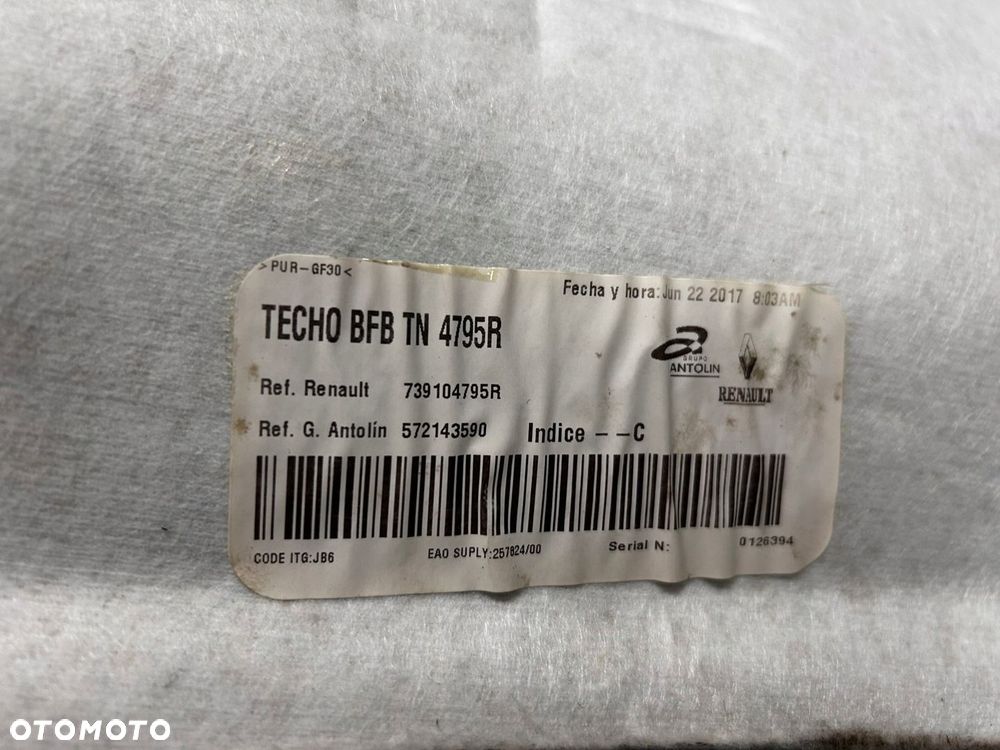 >PUR-GF30<
Fecha y hora:Jun 22 2017 8:03AM
TECHO BFB TN 4795R
GRUPO
ANTOLIN
RENAULT
Ref. Renault 739104795R
Ref. G. Antolín 572143590 Indice --C
CODE ITG:JB6 EAO SUPLY:257824/00 Serial N: 0126394
OTOMOTO